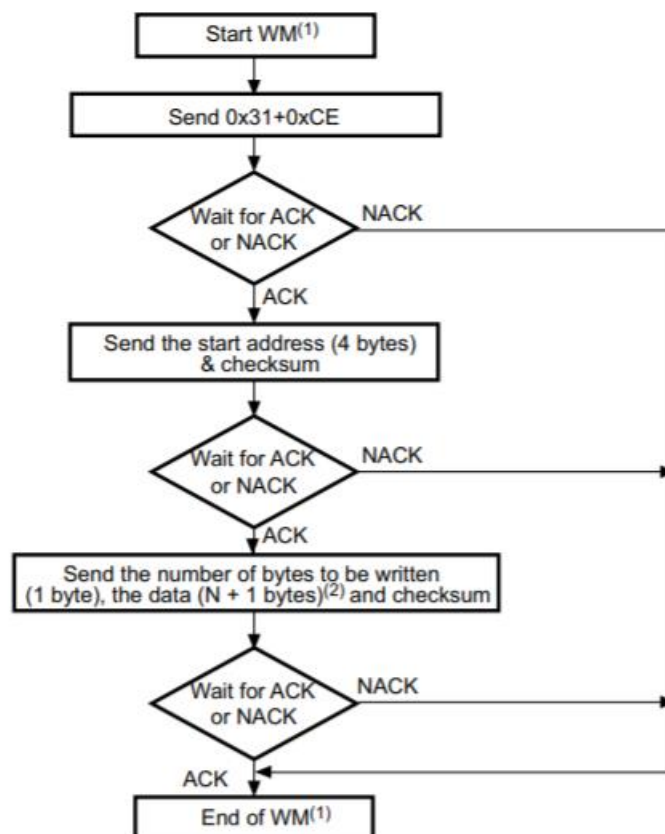 Start WM(1)
Send 0x31+0xCE
Wait for ACK
or NACK
NACK
ACK
Send the start address (4 bytes)
& checksum
Wait for ACK
or NACK
NACK
ACK
Send the number of bytes to be written
(1 byte), the data (N + 1 bytes)(2) and checksum
Wait for ACK
or NACK
NACK
ACK
End of WM(1)